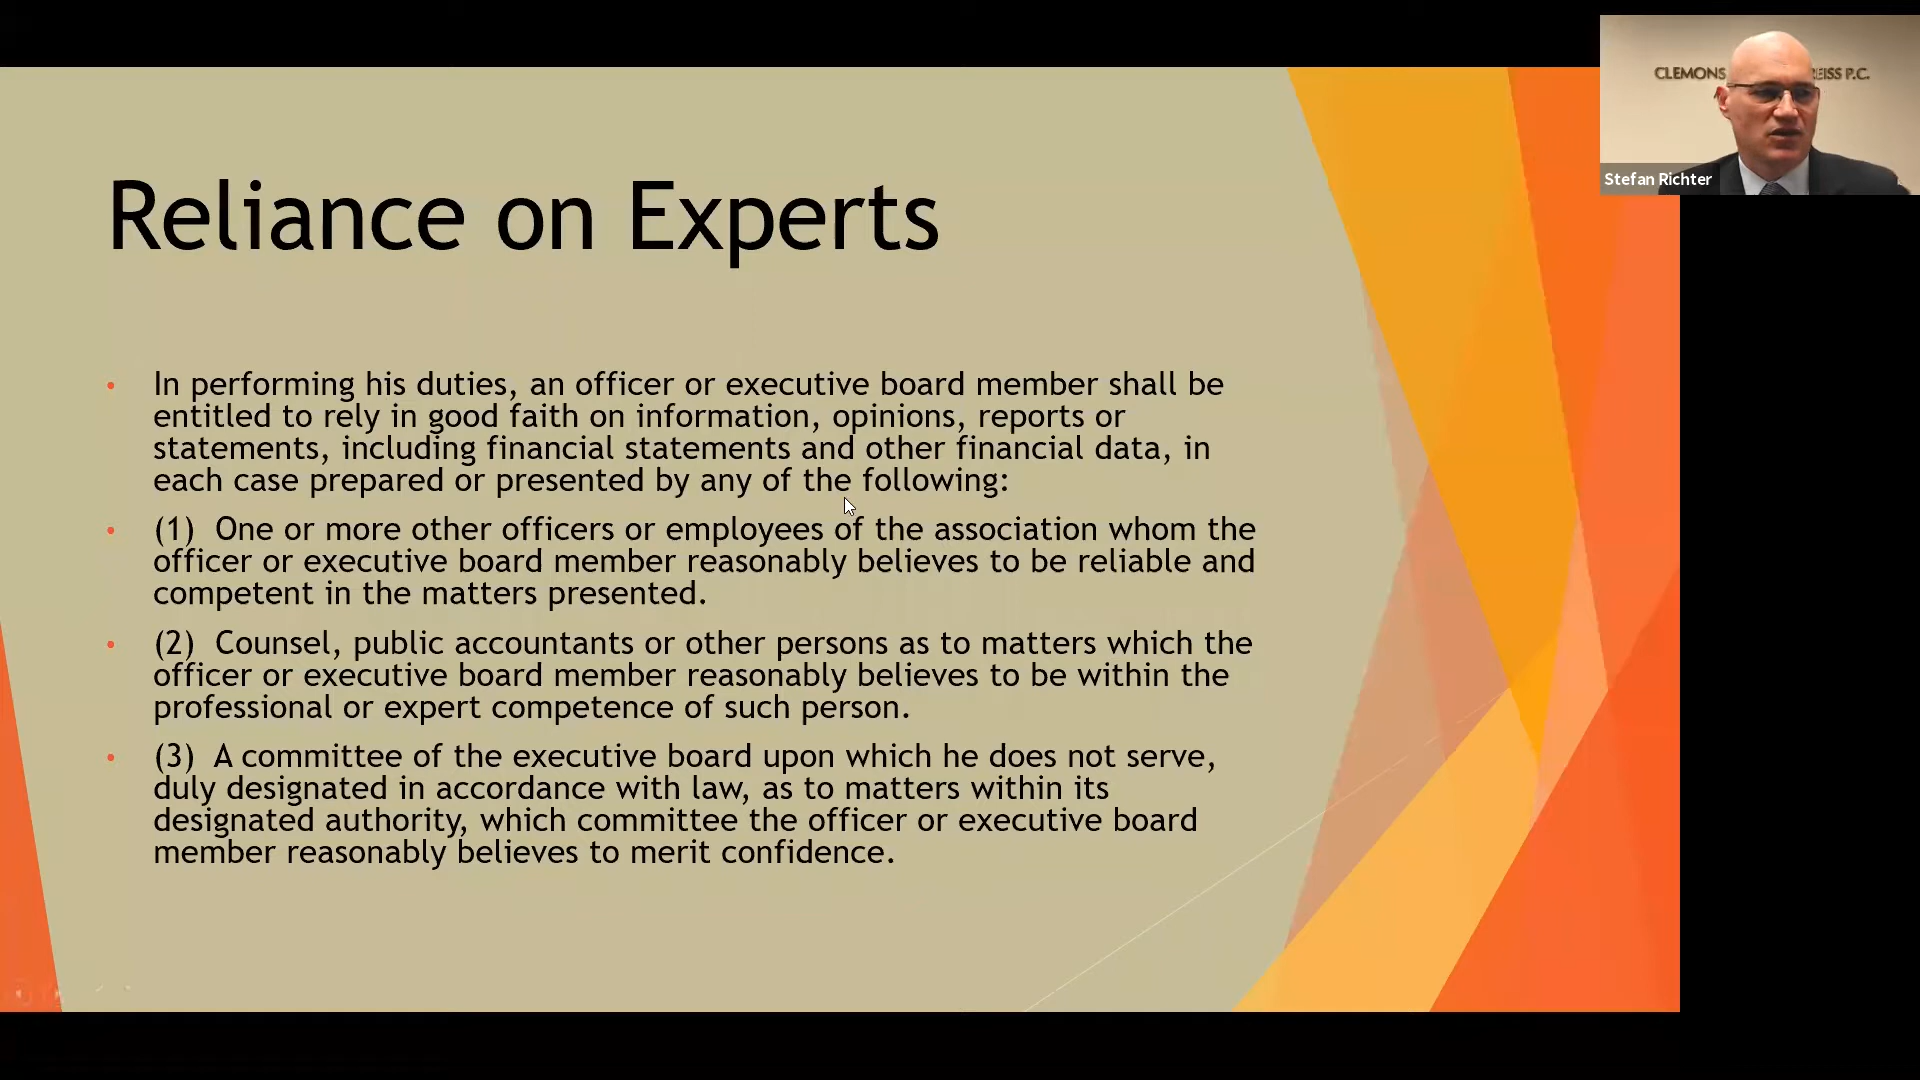 CLEMONS REISS P.C.
Stefan Richter
Reliance on Experts
In performing his duties, an officer or executive board member shall be
entitled to rely in good faith on information, opinions, reports or
statements, including financial statements and other financial data, in
each case prepared or presented by any of the following:
(1) One or more other officers or employees of the association whom the
officer or executive board member reasonably believes to be reliable and
competent in the matters presented.
(2) Counsel, public accountants or other persons as to matters which the
officer or executive board member reasonably believes to be within the
professional or expert competence of such person.
(3) A committee of the executive board upon which he does not serve,
duly designated in accordance with law, as to matters within its
designated authority, which committee the officer or executive board
member reasonably believes to merit confidence.